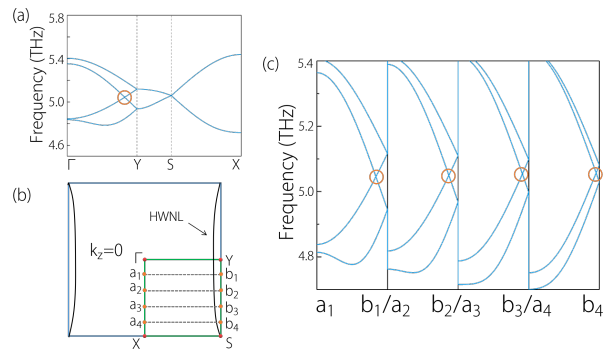 (a)
5.8
5.4
5.0
4.6
Frequency (THz)
Γ Y S X
(b)
HWNL
k_z=0
Γ Y
a₁ b₁
a₂ b₂
a₃ b₃
a₄ b₄
X S
(c)
5.4
5.2
5.0
4.8
Frequency (THz)
a₁ b₁/a₂ b₂/a₃ b₃/a₄ b₄